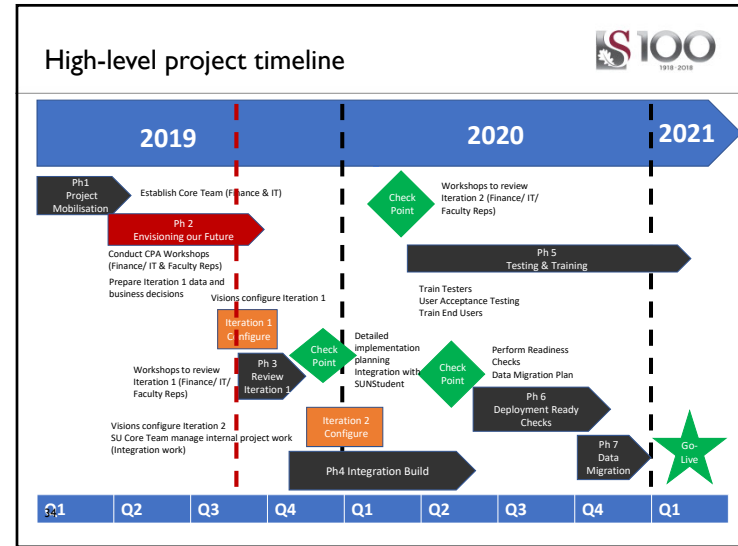 High-level project timeline
S100
1918·2018
2019
2020
2021
Ph1
Project
Mobilisation
Establish Core Team (Finance & IT)
Ph 2
Envisioning our Future
Conduct CPA Workshops
(Finance/ IT & Faculty Reps)
Prepare Iteration 1 data and
business decisions
Check
Point
Workshops to review
Iteration 2 (Finance/ IT/
Faculty Reps)
Ph 5
Testing & Training
Train Testers
User Acceptance Testing
Train End Users
Visions configure Iteration 1
Iteration 1
Configure
Workshops to review
Iteration 1 (Finance/ IT/
Faculty Reps)
Ph 3
Review
Iteration 1
Check
Point
Detailed
implementation
planning
Integration with
SUNStudent
Check
Point
Perform Readiness
Checks
Data Migration Plan
Ph 6
Deployment Ready
Checks
Visions configure Iteration 2
SU Core Team manage internal project work
(Integration work)
Iteration 2
Configure
Ph4 Integration Build
Ph 7
Data
Migration
Go-
Live
Q1
Q2
Q3
Q4
Q1
Q2
Q3
Q4
Q1
34